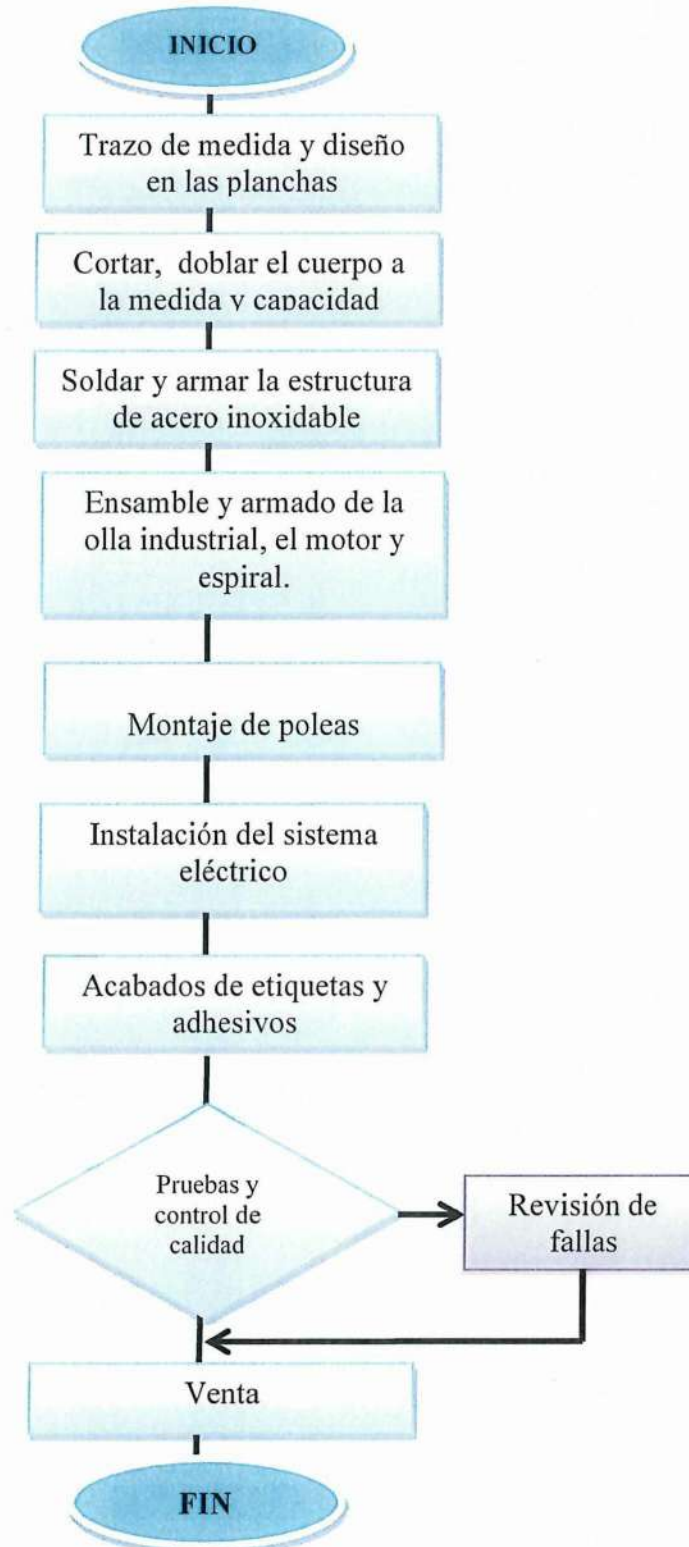 INICIO
Trazo de medida y diseño
en las planchas
Cortar, doblar el cuerpo a
la medida y capacidad
Soldar y armar la estructura
de acero inoxidable
Ensamble y armado de la
olla industrial, el motor y
espiral.
Montaje de poleas
Instalación del sistema
eléctrico
Acabados de etiquetas y
adhesivos
Pruebas y
control de
calidad
Revisión de
fallas
Venta
FIN